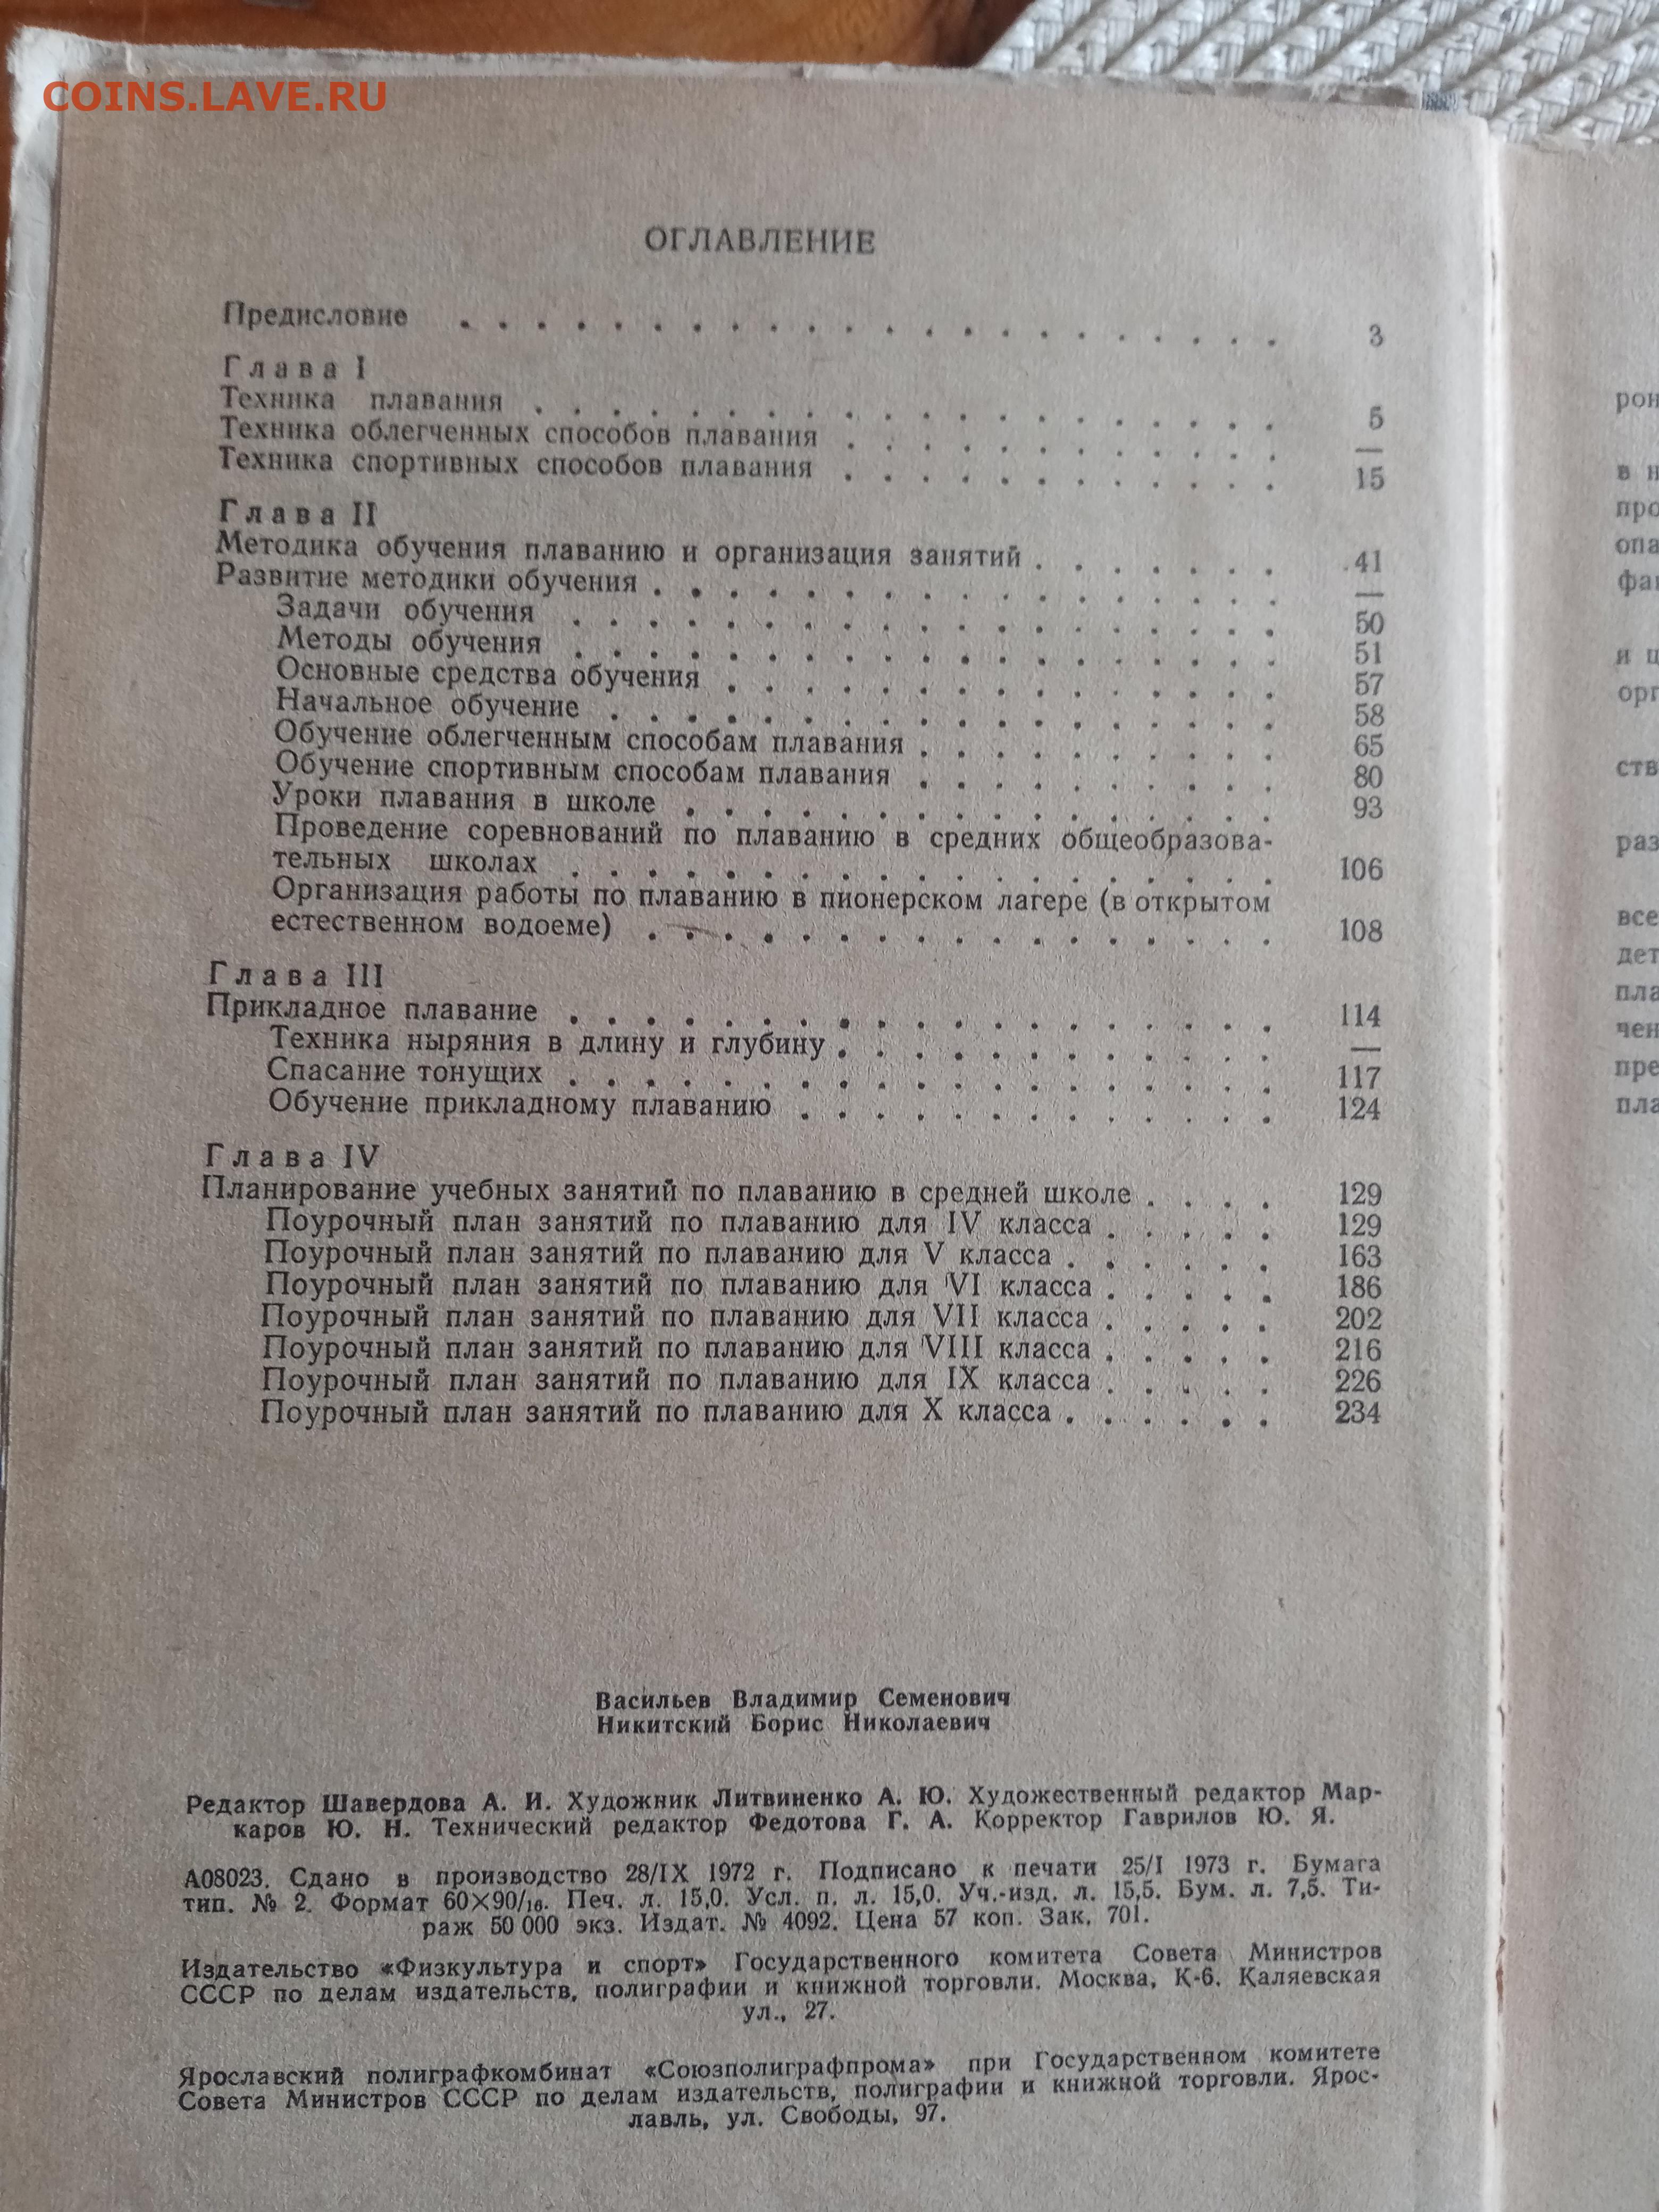 COINS.LAVE.RU
ОГЛАВЛЕНИЕ
Предисловие . . . . . . . . . . . . . . . . . . . . . . 3
Глава I
Техника плавания . . . . . . . . . . . . . . . . . . . . 5
Техника облегченных способов плавания . . . . . . . . . . . . —
Техника спортивных способов плавания . . . . . . . . . . . . 15
Глава II
Методика обучения плаванию и организация занятий . . . . . . . 41
Развитие методики обучения . . . . . . . . . . . . . . . . . —
Задачи обучения . . . . . . . . . . . . . . . . . . . 50
Методы обучения . . . . . . . . . . . . . . . . . . . 51
Основные средства обучения . . . . . . . . . . . . . . . 57
Начальное обучение . . . . . . . . . . . . . . . . . . 58
Обучение облегченным способам плавания . . . . . . . . . . 65
Обучение спортивным способам плавания . . . . . . . . . . 80
Уроки плавания в школе . . . . . . . . . . . . . . . . 93
Проведение соревнований по плаванию в средних общеобразова-
тельных школах . . . . . . . . . . . . . . . . . . . 106
Организация работы по плаванию в пионерском лагере (в открытом
естественном водоеме) . . . . . . . . . . . . . . . . . 108
Глава III
Прикладное плавание . . . . . . . . . . . . . . . . . . . 114
Техника ныряния в длину и глубину . . . . . . . . . . . . —
Спасание тонущих . . . . . . . . . . . . . . . . . . . 117
Обучение прикладному плаванию . . . . . . . . . . . . . 124
Глава IV
Планирование учебных занятий по плаванию в средней школе . . . . 129
Поурочный план занятий по плаванию для IV класса . . . . . 129
Поурочный план занятий по плаванию для V класса . . . . . . 163
Поурочный план занятий по плаванию для VI класса . . . . . 186
Поурочный план занятий по плаванию для VII класса . . . . . 202
Поурочный план занятий по плаванию для VIII класса . . . . . 216
Поурочный план занятий по плаванию для IX класса . . . . . 226
Поурочный план занятий по плаванию для X класса . . . . . . 234
Васильев Владимир Семенович
Никитский Борис Николаевич
Редактор Шавердова А. И. Художник Литвиненко А. Ю. Художественный редактор Мар-
каров Ю. Н. Технический редактор Федотова Г. А. Корректор Гаврилов Ю. Я.
А08023. Сдано в производство 28/IX 1972 г. Подписано к печати 25/I 1973 г. Бумага
тип. № 2. Формат 60×90/16. Печ. л. 15,0. Усл. п. л. 15,0. Уч.-изд. л. 15,5. Бум. л. 7,5. Ти-
раж 50 000 экз. Издат. № 4092. Цена 57 коп. Зак. 701.
Издательство «Физкультура и спорт» Государственного комитета Совета Министров
СССР по делам издательств, полиграфии и книжной торговли. Москва, К-6. Каляевская
ул., 27.
Ярославский полиграфкомбинат «Союзполиграфпрома» при Государственном комитете
Совета Министров СССР по делам издательств, полиграфии и книжной торговли. Ярос-
лавль, ул. Свободы, 97.
рон
в н
про
опа
фак
и ц
орг
ств
раз
все
дет
пла
чен
пре
пла